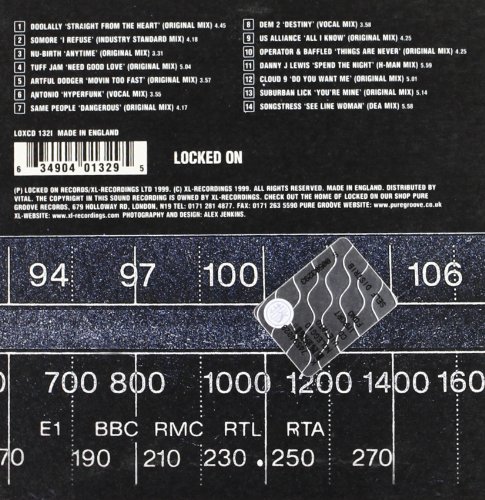 1 DOOLALLY 'STRAIGHT FROM THE HEART' (ORIGINAL MIX) 4.45
2 SOMORE 'I REFUSE' (INDUSTRY STANDARD MIX) 4.18
3 NU-BIRTH 'ANYTIME' (ORIGINAL MIX) 3.31
4 TUFF JAM 'NEED GOOD LOVE' (ORIGINAL MIX) 5.04
5 ARTFUL DODGER 'MOVIN TOO FAST' (ORIGINAL MIX) 3.57
6 ANTONIO 'HYPERFUNK' (VOCAL MIX) 3.55
7 SAME PEOPLE 'DANGEROUS' (ORIGINAL MIX) 4.17
8 DEM 2 'DESTINY' (VOCAL MIX) 3.58
9 US ALLIANCE 'ALL I KNOW' (ORIGINAL MIX)
10 OPERATOR & BAFFLED 'THINGS ARE NEVER' (ORIGINAL MIX) 4.25
11 DANNY J LEWIS 'SPEND THE NIGHT' (H-MAN MIX) 5.59
12 CLOUD 9 'DO YOU WANT ME' (ORIGINAL MIX) 4.52
13 SUBURBAN LICK 'YOU'RE MINE' (ORIGINAL MIX) 5.14
14 SONGSTRESS 'SEE LINE WOMAN' (DEA MIX) 5.58
LOXCD 1321 MADE IN ENGLAND
6 34904 01329 5
LOCKED ON
(P) LOCKED ON RECORDS/XL-RECORDINGS LTD 1999. (C) XL-RECORDINGS 1999. ALL RIGHTS RESERVED. MADE IN ENGLAND. DISTRIBUTED BY
VITAL. THE COPYRIGHT IN THIS SOUND RECORDING IS OWNED BY XL-RECORDINGS. CHECK OUT THE HOME OF LOCKED ON OUR SHOP PURE
GROOVE RECORDS, 679 HOLLOWAY RD, LONDON, N19 TEL: 0171 281 4877. FAX: 0171 263 5590 PURE GROOVE WEBSITE: www.puregroove.co.uk
XL-WEBSITE: www.xl-recordings.com PHOTOGRAPHY AND DESIGN: ALEX JENKINS.
94 97 100 106
700 800 1000 1200 1400 1600
E1 BBC RMC RTL RTA
70 190 210 230 250 270